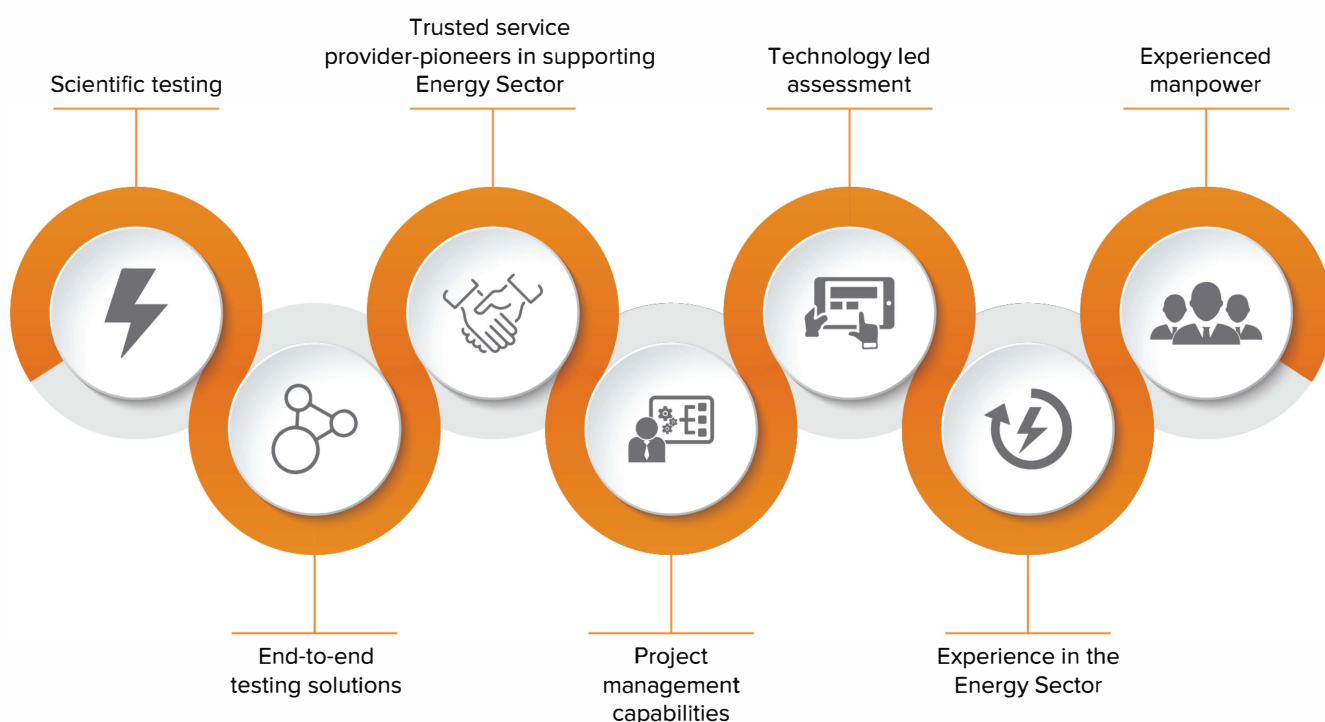 Scientific testing
Trusted service
provider-pioneers in supporting
Energy Sector
Technology led
assessment
Experienced
manpower
End-to-end
testing solutions
Project
management
capabilities
Experience in the
Energy Sector